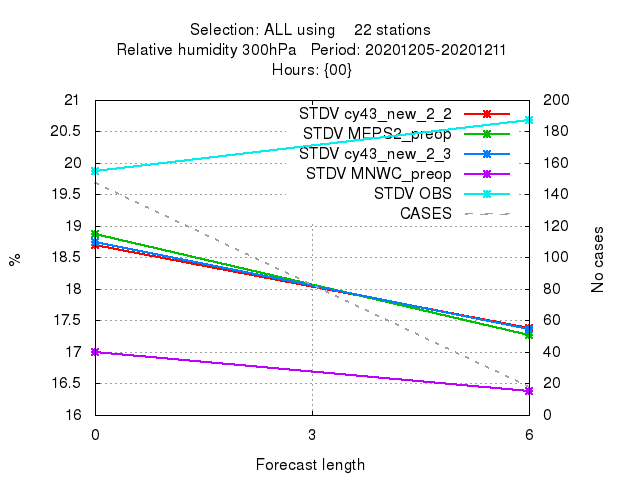 Selection: ALL using 22 stations
Relative humidity 300hPa Period: 20201205-20201211
Hours: {00}
21 200
STDV cy43_new_2_2
20.5 180
STDV MEPS2_preop
20 160
STDV cy43_new_2_3
19.5 140
STDV MNWC_preop
STDV OBS
19 120
CASES
18.5 100
%
No cases
18 80
17.5 60
17 40
16.5 20
16 0
0 3 6
Forecast length